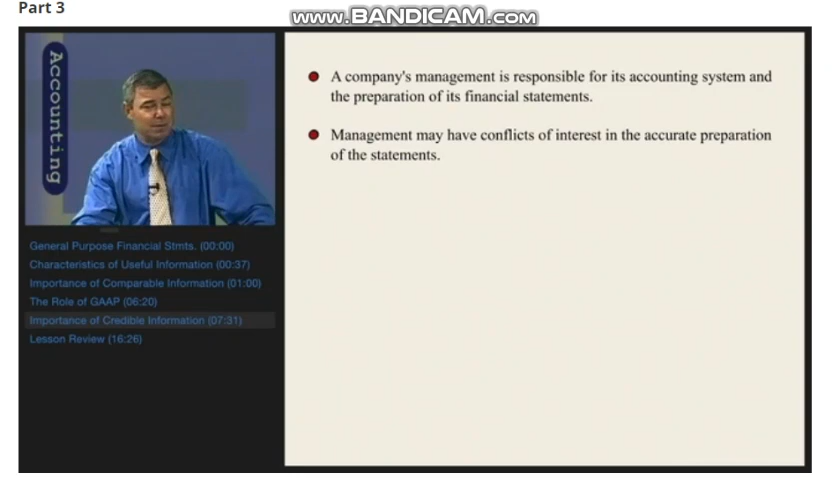 Part 3
www.BANDICAM.com
Accounting
A company's management is responsible for its accounting system and
the preparation of its financial statements.
Management may have conflicts of interest in the accurate preparation
of the statements.
General Purpose Financial Stmts. (00:00)
Characteristics of Useful Information (00:37)
Importance of Comparable Information (01:00)
The Role of GAAP (06:20)
Importance of Credible Information (07:31)
Lesson Review (16:26)